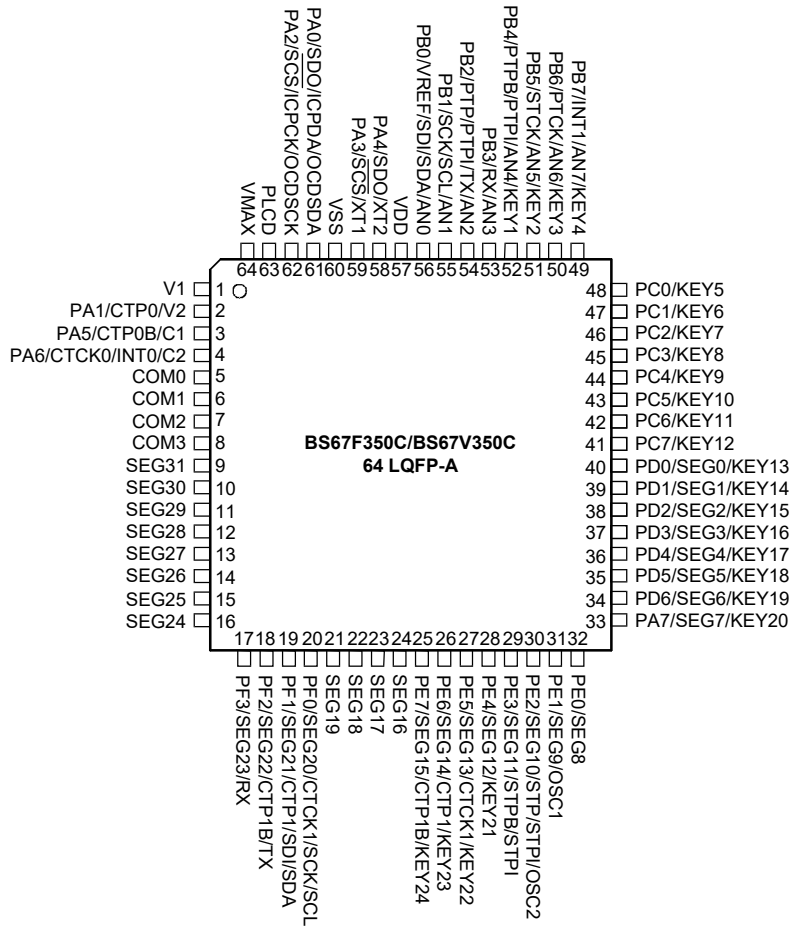 VMAX
PLCD
PA2/SCS/ICPCK/OCDSCK
PA0/SDO/ICPDA/OCDSDA
VSS
PA3/SCS/XT1
PA4/SDO/XT2
VDD
PB0/VREF/SDI/SDA/AN0
PB1/SCK/SCL/AN1
PB2/PTP/PTPI/TX/AN2
PB3/RX/AN3
PB4/PTPB/PTPI/AN4/KEY1
PB5/STCK/AN5/KEY2
PB6/PTCK/AN6/KEY3
PB7/INT1/AN7/KEY4
64 63 62 61 60 59 58 57 56 55 54 53 52 51 50 49
V1 1
PA1/CTP0/V2 2
PA5/CTP0B/C1 3
PA6/CTCK0/INT0/C2 4
COM0 5
COM1 6
COM2 7
COM3 8
SEG31 9
SEG30 10
SEG29 11
SEG28 12
SEG27 13
SEG26 14
SEG25 15
SEG24 16
BS67F350C/BS67V350C
64 LQFP-A
48 PC0/KEY5
47 PC1/KEY6
46 PC2/KEY7
45 PC3/KEY8
44 PC4/KEY9
43 PC5/KEY10
42 PC6/KEY11
41 PC7/KEY12
40 PD0/SEG0/KEY13
39 PD1/SEG1/KEY14
38 PD2/SEG2/KEY15
37 PD3/SEG3/KEY16
36 PD4/SEG4/KEY17
35 PD5/SEG5/KEY18
34 PD6/SEG6/KEY19
33 PA7/SEG7/KEY20
17 18 19 20 21 22 23 24 25 26 27 28 29 30 31 32
PF3/SEG23/RX
PF2/SEG22/CTP1B/TX
PF1/SEG21/CTP1/SDI/SDA
PF0/SEG20/CTCK1/SCK/SCL
SEG19
SEG18
SEG17
SEG16
PE7/SEG15/CTP1B/KEY24
PE6/SEG14/CTP1/KEY23
PE5/SEG13/CTCK1/KEY22
PE4/SEG12/KEY21
PE3/SEG11/STPB/STPI
PE2/SEG10/STP/STPI/OSC2
PE1/SEG9/OSC1
PE0/SEG8